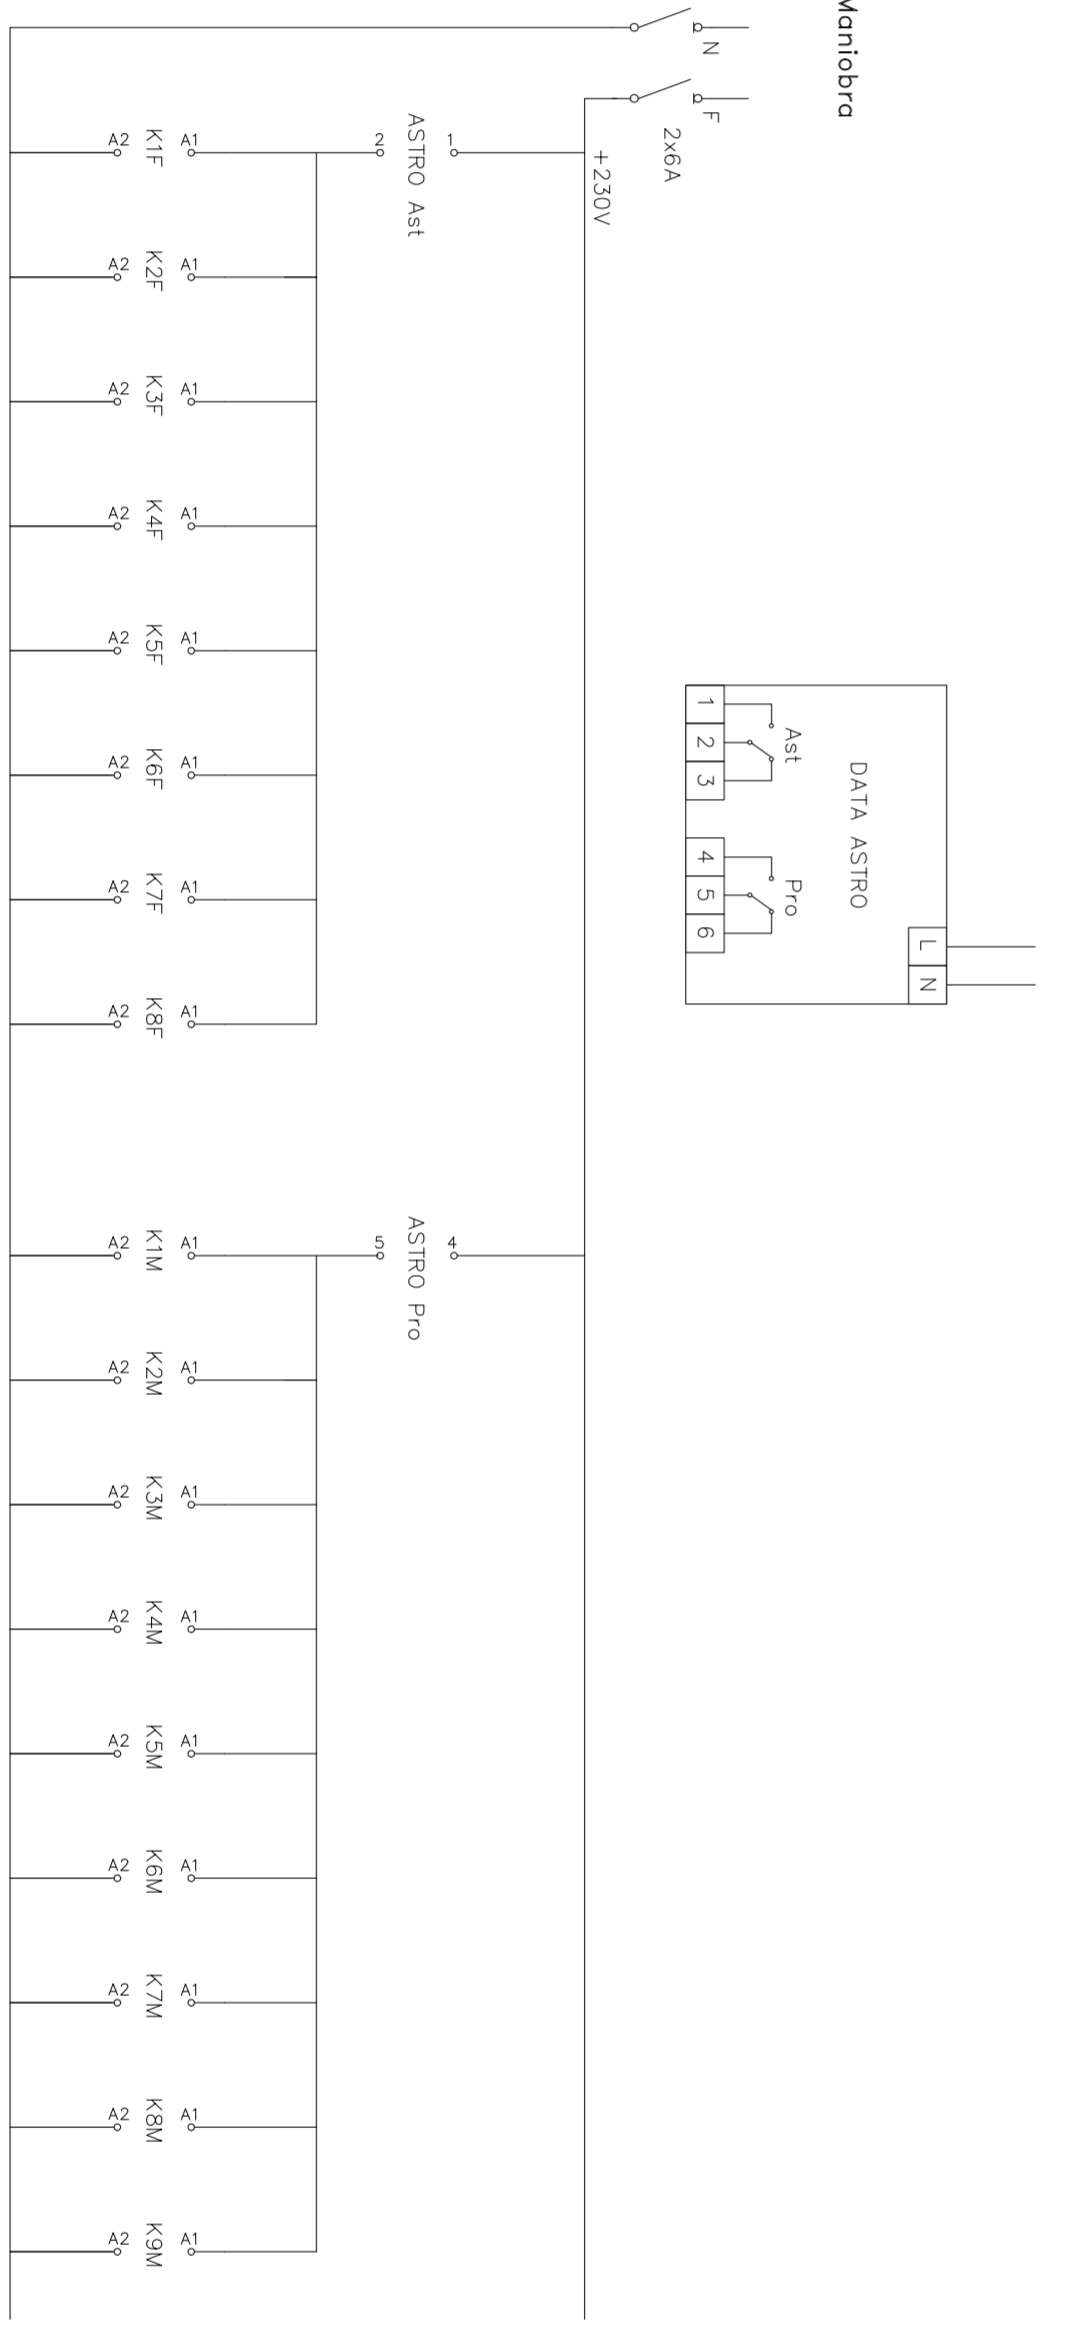 Maniobra
N
F
2x6A
+230V
DATA ASTRO
L
N
Ast
1
2
3
Pro
4
5
6
1
ASTRO Ast
2
4
ASTRO Pro
5
A1
K1F
A2
A1
K2F
A2
A1
K3F
A2
A1
K4F
A2
A1
K5F
A2
A1
K6F
A2
A1
K7F
A2
A1
K8F
A2
A1
K1M
A2
A1
K2M
A2
A1
K3M
A2
A1
K4M
A2
A1
K5M
A2
A1
K6M
A2
A1
K7M
A2
A1
K8M
A2
A1
K9M
A2